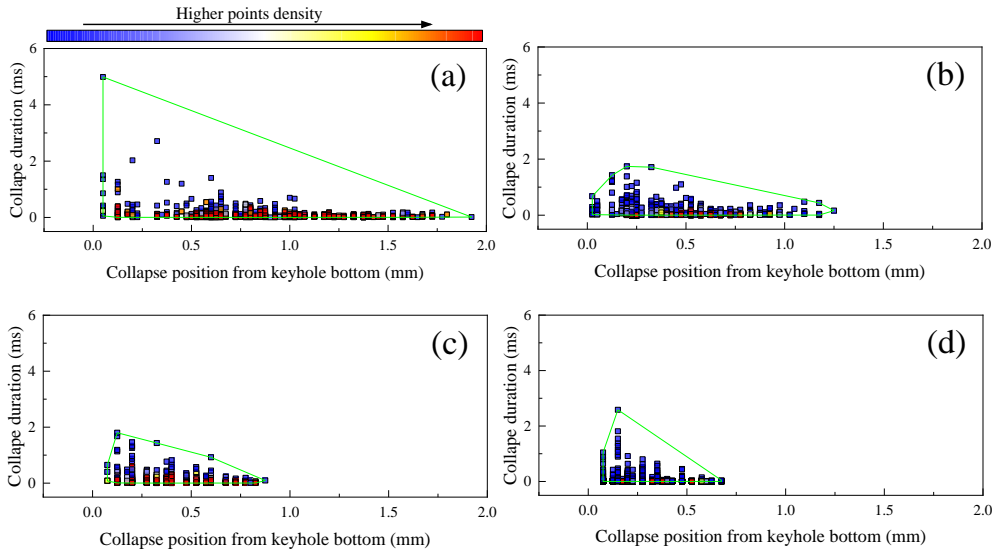 Higher points density
6
4
2
0
Collape duration (ms)
(a)
0.0
0.5
1.0
1.5
2.0
Collapse position from keyhole bottom (mm)
6
4
2
0
Collape duration (ms)
(b)
0.0
0.5
1.0
1.5
2.0
Collapse position from keyhole bottom (mm)
6
4
2
0
Collape duration (ms)
(c)
0.0
0.5
1.0
1.5
2.0
Collapse position from keyhole bottom (mm)
6
4
2
0
Collape duration (ms)
(d)
0.0
0.5
1.0
1.5
2.0
Collapse position from keyhole bottom (mm)